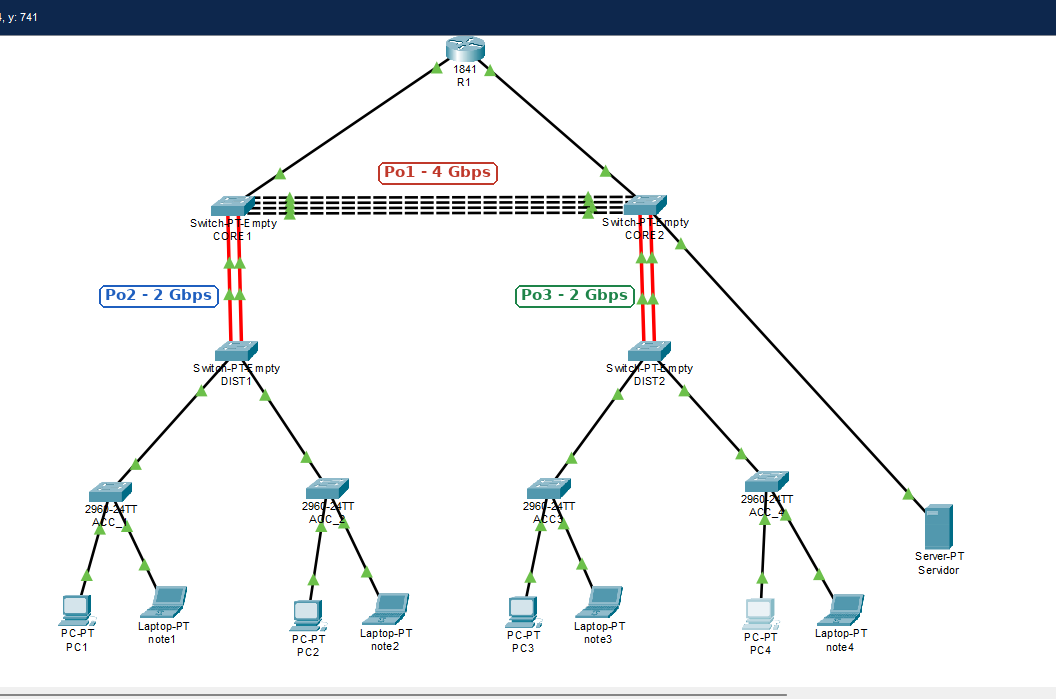 , y: 741
1841
R1
Po1 - 4 Gbps
Switch-PT-Empty
CORE1
Switch-PT-Empty
CORE2
Po2 - 2 Gbps
Po3 - 2 Gbps
Switch-PT-Empty
DIST1
Switch-PT-Empty
DIST2
2960-24TT
ACC_
2960-24TT
ACC_2
2960-24TT
ACC3
2960-24TT
ACC_4
Server-PT
Servidor
PC-PT
PC1
Laptop-PT
note1
PC-PT
PC2
Laptop-PT
note2
PC-PT
PC3
Laptop-PT
note3
PC-PT
PC4
Laptop-PT
note4